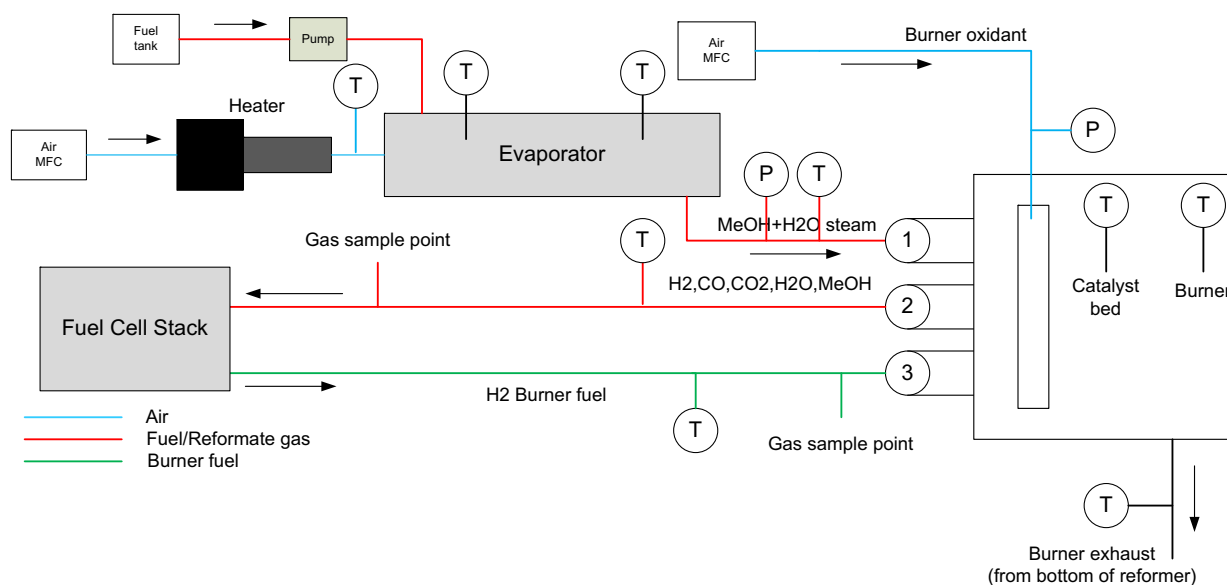 Fuel
tank
Pump
Air
MFC
Burner oxidant
T
T
T
Heater
P
Air
MFC
Evaporator
P
T
T
T
MeOH+H2O steam
1
Gas sample point
T
H2,CO,CO2,H2O,MeOH
Catalyst
bed
Burner
2
Fuel Cell Stack
3
H2 Burner fuel
Air
T
Gas sample point
Fuel/Reformate gas
Burner fuel
T
Burner exhaust
(from bottom of reformer)